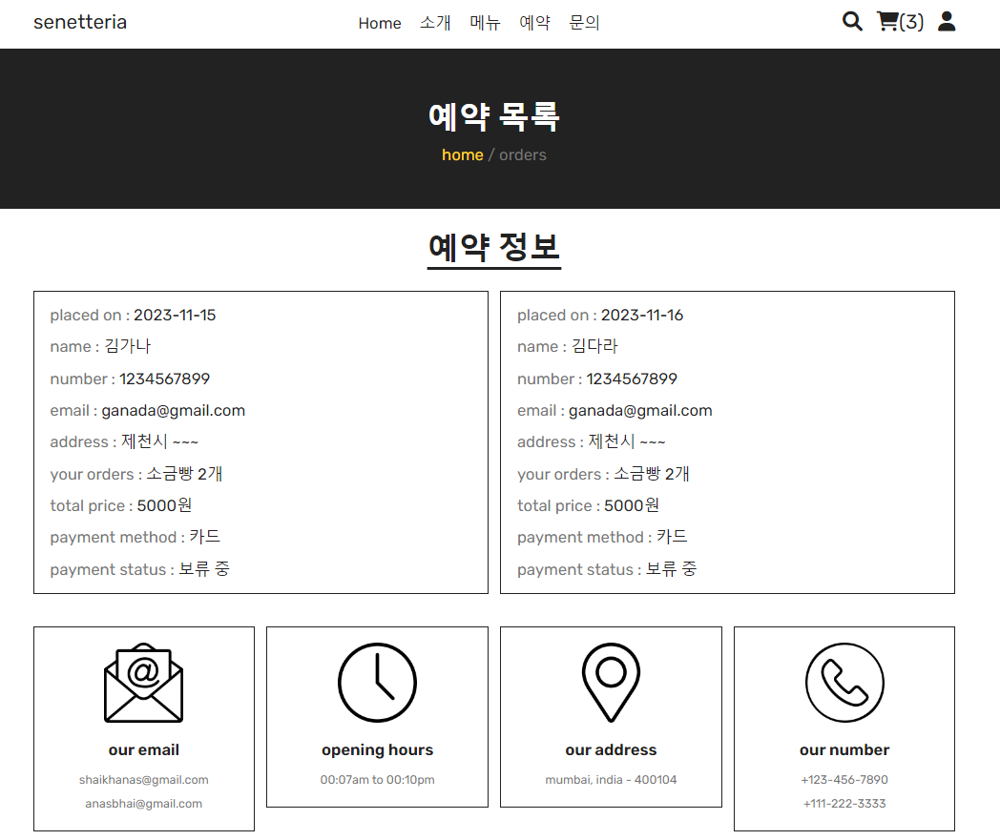 senetteria
Home 소개 메뉴 예약 문의
(3)
예약 목록
home / orders
예약 정보
placed on : 2023-11-15
name : 김가나
number : 1234567899
email : ganada@gmail.com
address : 제천시 ~~~
your orders : 소금빵 2개
total price : 5000원
payment method : 카드
payment status : 보류 중
placed on : 2023-11-16
name : 김다라
number : 1234567899
email : ganada@gmail.com
address : 제천시 ~~~
your orders : 소금빵 2개
total price : 5000원
payment method : 카드
payment status : 보류 중
our email
shaikhanas@gmail.com
anasbhai@gmail.com
opening hours
00:07am to 00:10pm
our address
mumbai, india - 400104
our number
+123-456-7890
+111-222-3333